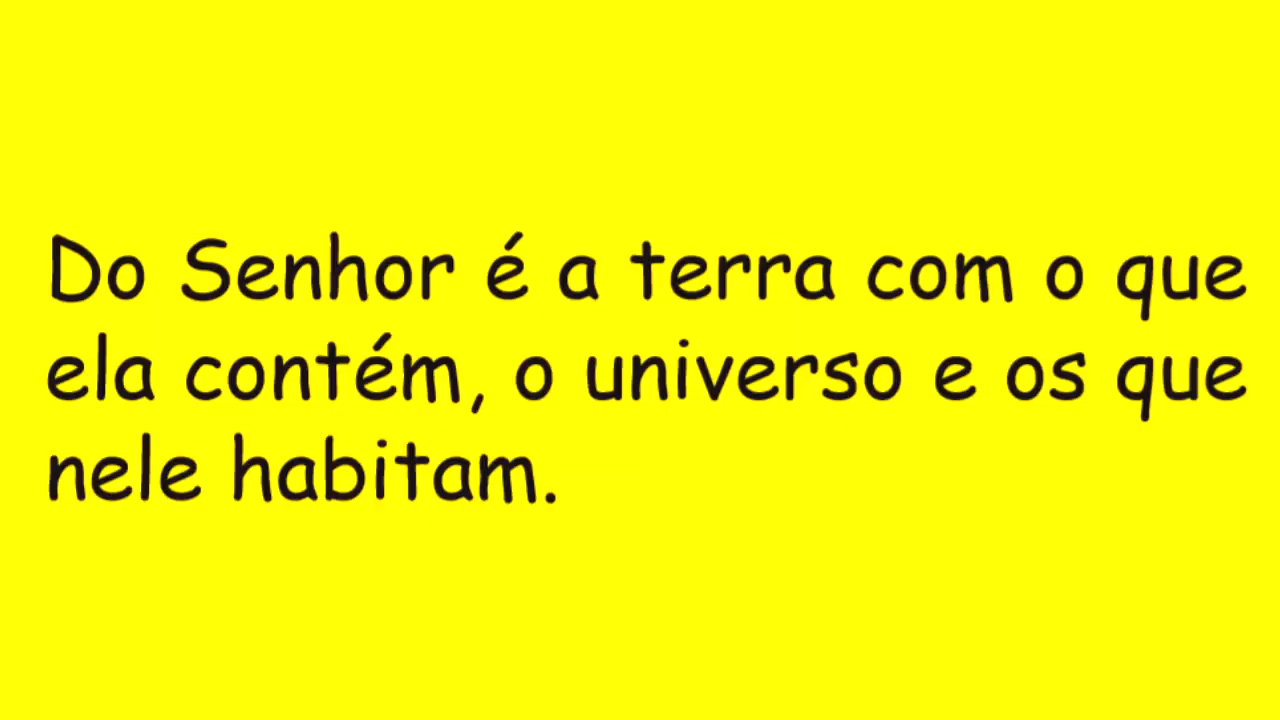 Do Senhor é a terra com o que
ela contém, o universo e os que
nele habitam.